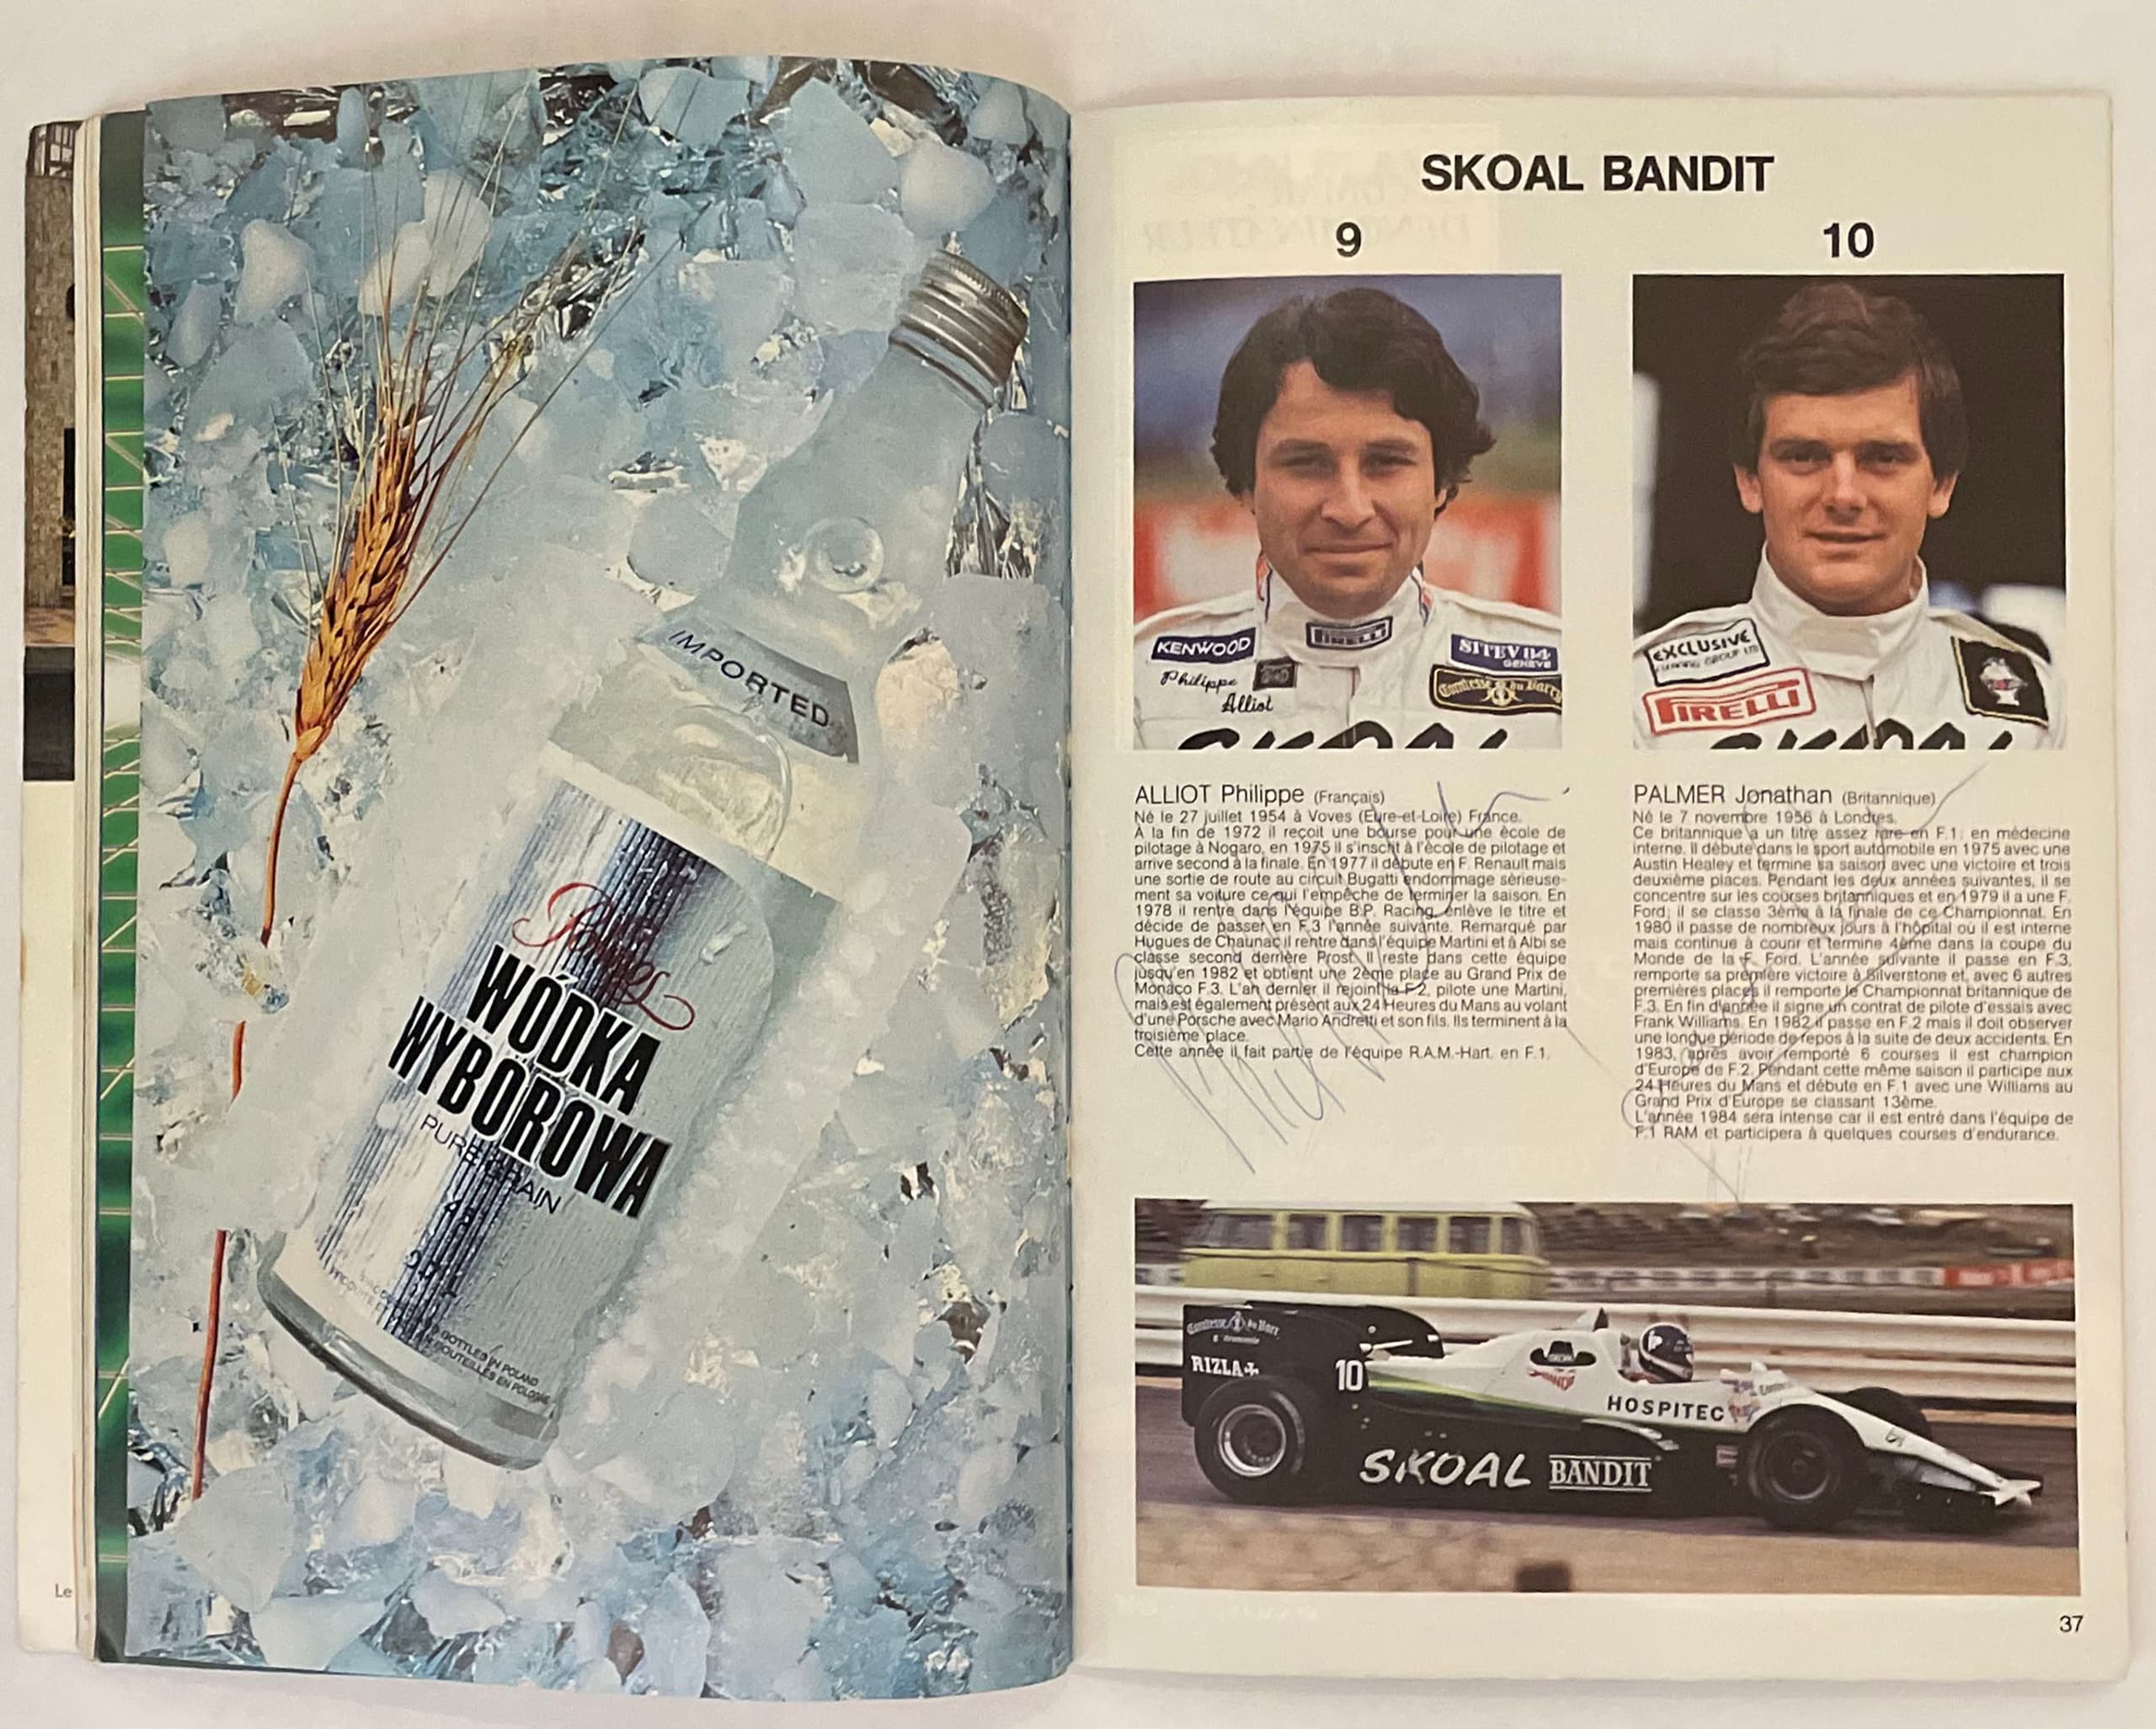 IMPORTED
WÓDKA
WYBOROWA
PURE GRAIN
BOTTLED IN POLAND
BOUTEILLES EN POLOGNE
Le
SKOAL BANDIT
9
10
KENWOOD
PIRELLI
SITEV 84
GENEVE
Philippe
Alliot
Comtesse du Barry
SKOAL
EXCLUSIVE
PIRELLI
SKOAL
ALLIOT Philippe (Français)
Né le 27 juillet 1954 à Voves (Eure-et-Loire) France.
A la fin de 1972 il reçoit une bourse pour une école de
pilotage à Nogaro, en 1975 il s'inscrit à l'école de pilotage et
arrive second à la finale. En 1977 il débute en F. Renault mais
une sortie de route au circuit Bugatti endommage sérieuse-
ment sa voiture ce qui l'empêche de terminer la saison. En
1978 il rentre dans l'équipe B.P. Racing, enlève le titre et
décide de passer en F.3 l'année suivante. Remarqué par
Hugues de Chaunac il rentre dans l'équipe Martini et à Albi se
classe second derrière Prost. Il reste dans cette équipe
jusqu'en 1982 et obtient une 2ème place au Grand Prix de
Monaco F.3. L'an dernier il rejoint la F.2, pilote une Martini,
mais est également présent aux 24 Heures du Mans au volant
d'une Porsche avec Mario Andretti et son fils. Ils terminent à la
troisième place.
Cette année il fait partie de l'équipe R.A.M.-Hart. en F.1.
PALMER Jonathan (Britannique)
Né le 7 novembre 1956 à Londres.
Ce britannique a un titre assez rare en F.1. en médecine
interne. Il débute dans le sport automobile en 1975 avec une
Austin Healey et termine sa saison avec une victoire et trois
deuxième places. Pendant les deux années suivantes, il se
concentre sur les courses britanniques et en 1979 il a une F.
Ford; il se classe 3ème à la finale de ce Championnat. En
1980 il passe de nombreux jours à l'hôpital où il est interne
mais continue à courir et termine 4ème dans la coupe du
Monde de la F. Ford. L'année suivante il passe en F.3,
remporte sa première victoire à Silverstone et, avec 6 autres
premières places il remporte le Championnat britannique de
F.3. En fin d'année il signe un contrat de pilote d'essais avec
Frank Williams. En 1982 il passe en F.2 mais il doit observer
une longue période de repos à la suite de deux accidents. En
1983, après avoir remporté 6 courses il est champion
d'Europe de F.2. Pendant cette même saison il participe aux
24 Heures du Mans et débute en F.1 avec une Williams au
Grand Prix d'Europe se classant 13ème.
L'année 1984 sera intense car il est entré dans l'équipe de
F.1 RAM et participera à quelques courses d'endurance.
Comtesse du Barry
RIZLA+
10
HOSPITEC
SKOAL BANDIT
37